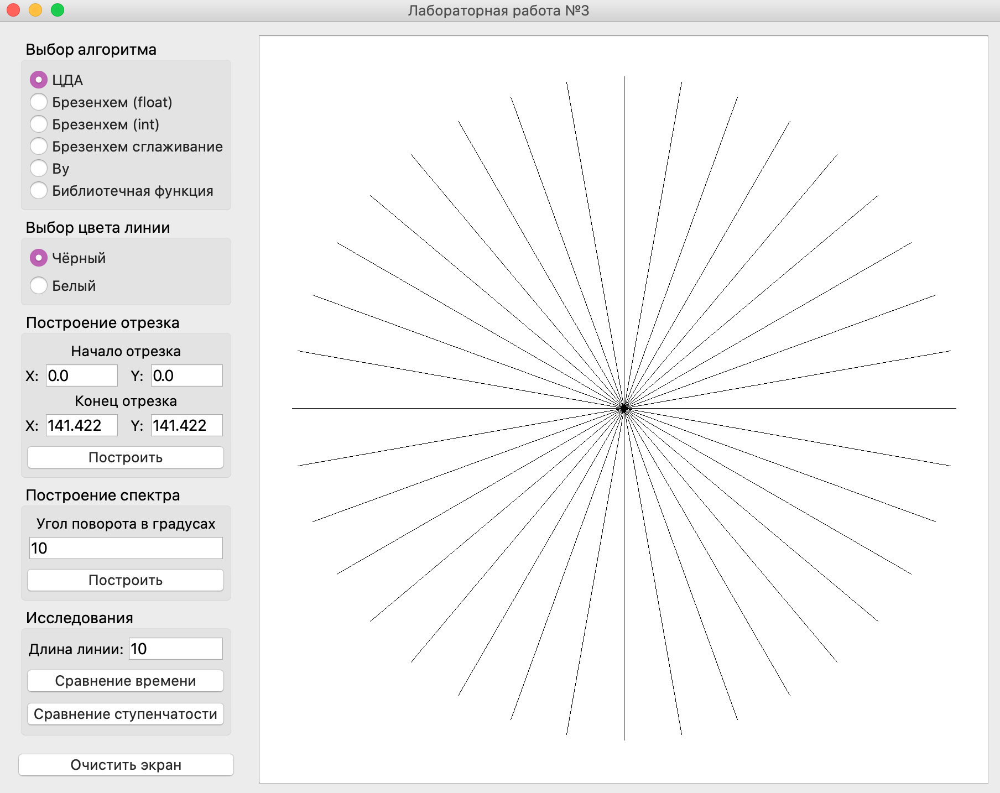 Лабораторная работа №3
Выбор алгоритма
ЦДА
Брезенхем (float)
Брезенхем (int)
Брезенхем сглаживание
Ву
Библиотечная функция
Выбор цвета линии
Чёрный
Белый
Построение отрезка
Начало отрезка
X: 0.0 Y: 0.0
Конец отрезка
X: 141.422 Y: 141.422
Построить
Построение спектра
Угол поворота в градусах
10
Построить
Исследования
Длина линии: 10
Сравнение времени
Сравнение ступенчатости
Очистить экран